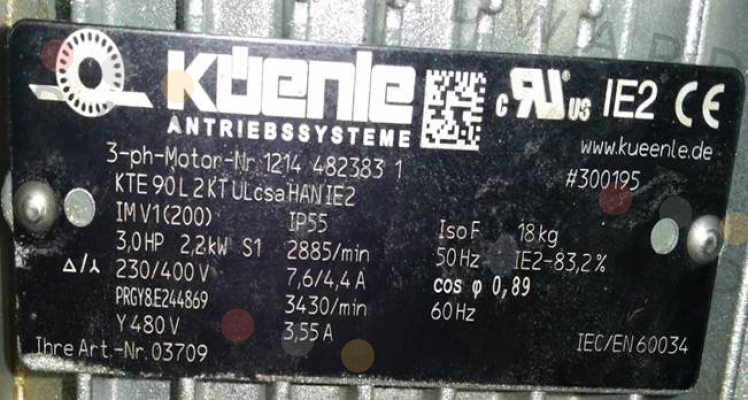 KÜENLE
ANTRIEBSSYSTEME
c RU US IE2 CE
www.kueenle.de
#300195
3-ph-Motor-Nr. 1214 482383 1
KTE 90 L 2 KT ULcsa HAN IE2
IM V1(200) IP55 Iso F 18 kg
3,0HP 2,2kW S1 2885/min 50 Hz IE2-83,2%
Δ/Y 230/400 V 7,6/4,4 A cos φ 0,89
PRGY8.E244869 3430/min 60 Hz
Y 480 V 3,55 A
Ihre Art.-Nr. 03709 IEC/EN 60034